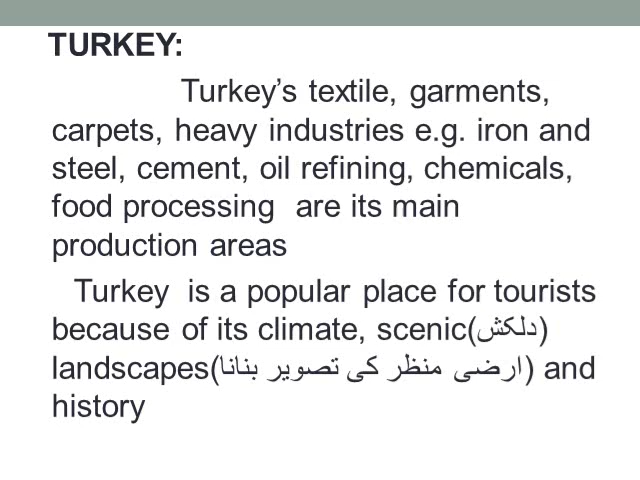 TURKEY:
Turkey’s textile, garments,
carpets, heavy industries e.g. iron and
steel, cement, oil refining, chemicals,
food processing  are its main
production areas
Turkey  is a popular place for tourists
because of its climate, scenic(دلکش)
landscapes(ارضی منظر کی تصویر بنانا) and
history